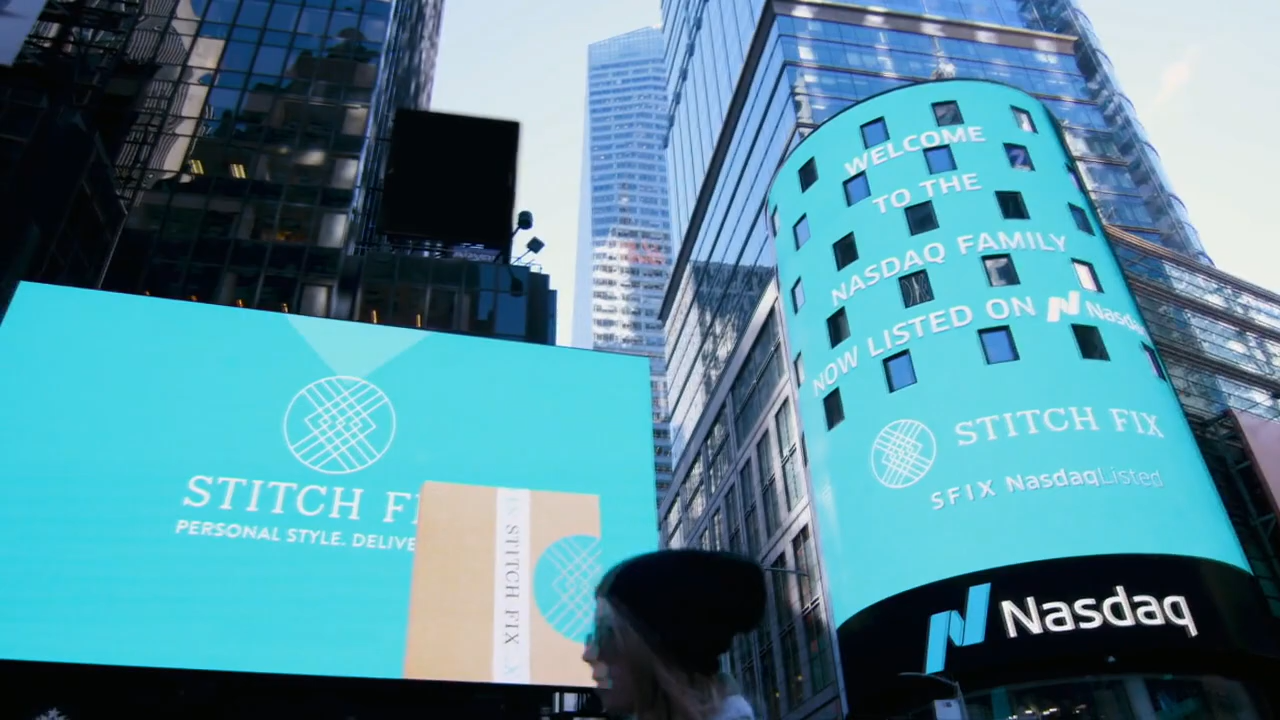 STITCH FI
PERSONAL STYLE. DELIVE
STITCH FIX
WELCOME
TO THE
NASDAQ FAMILY
NOW LISTED ON Nasda
STITCH FIX
SFIX NasdaqListed
Nasdaq